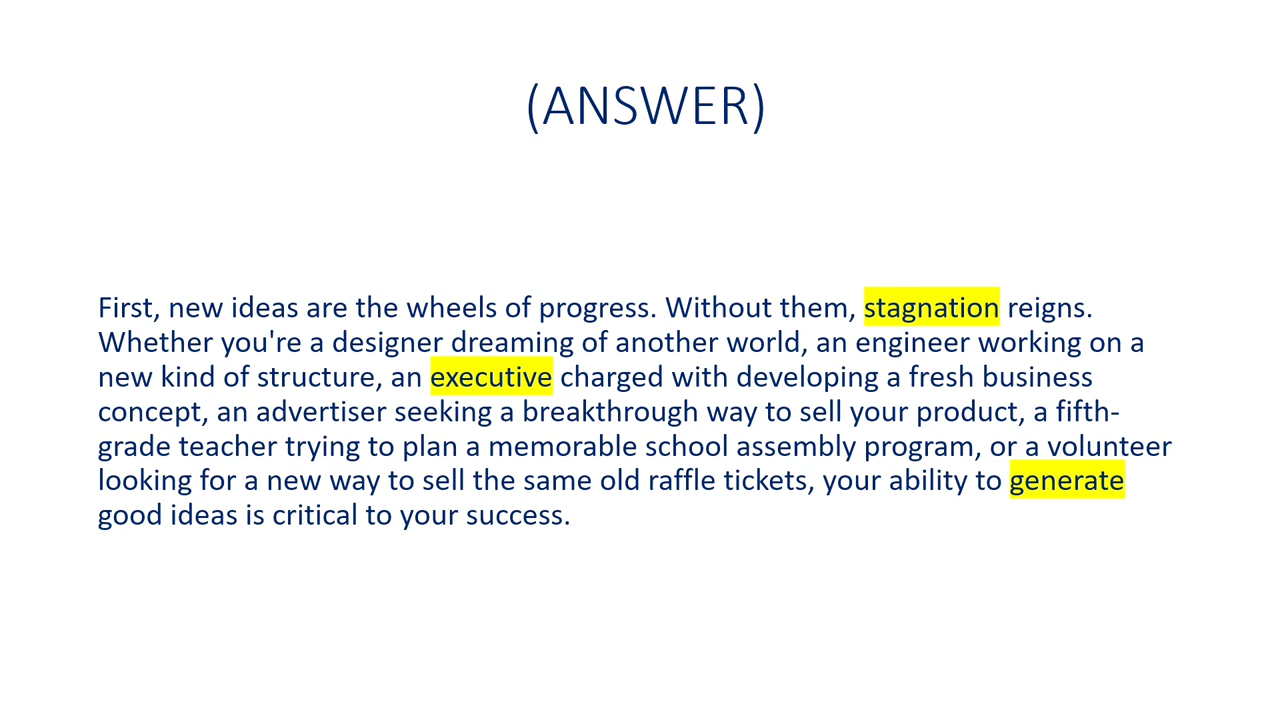 (ANSWER)
First, new ideas are the wheels of progress. Without them, stagnation reigns.
Whether you're a designer dreaming of another world, an engineer working on a
new kind of structure, an executive charged with developing a fresh business
concept, an advertiser seeking a breakthrough way to sell your product, a fifth-
grade teacher trying to plan a memorable school assembly program, or a volunteer
looking for a new way to sell the same old raffle tickets, your ability to generate
good ideas is critical to your success.